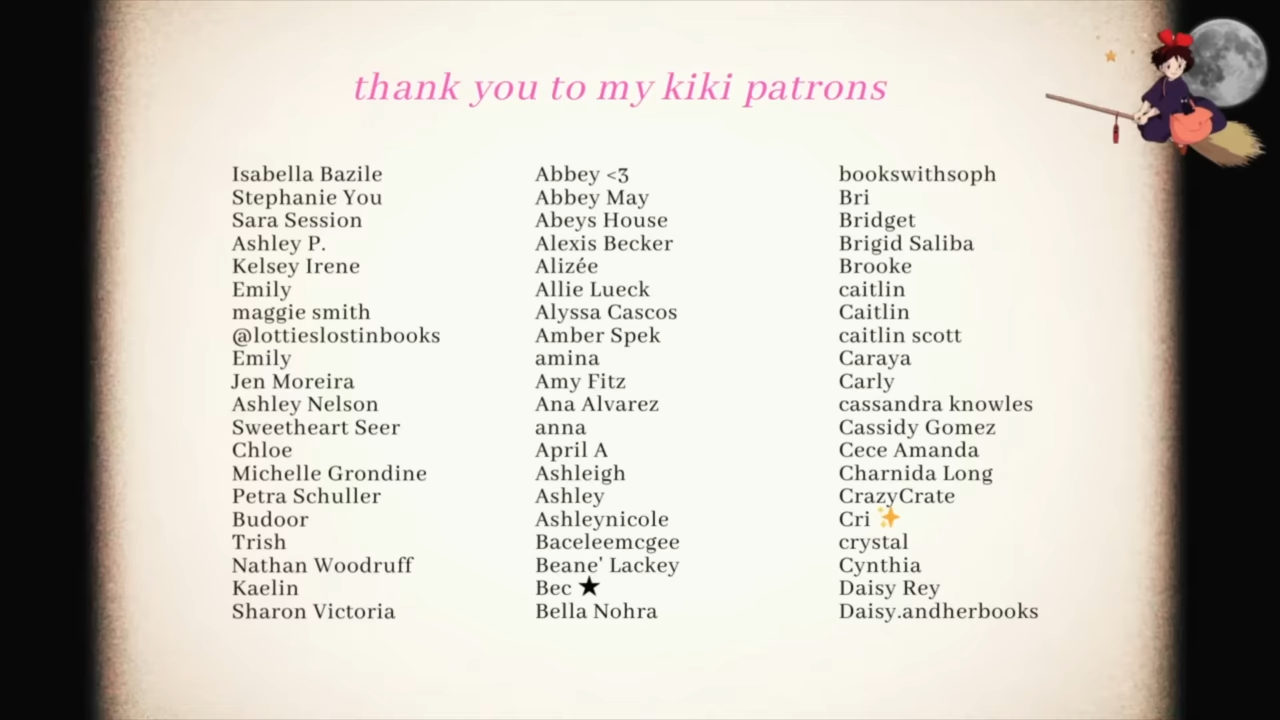 thank you to my kiki patrons
Isabella Bazile
Stephanie You
Sara Session
Ashley P.
Kelsey Irene
Emily
maggie smith
@lottieslostinbooks
Emily
Jen Moreira
Ashley Nelson
Sweetheart Seer
Chloe
Michelle Grondine
Petra Schuller
Budoor
Trish
Nathan Woodruff
Kaelin
Sharon Victoria
Abbey <3
Abbey May
Abeys House
Alexis Becker
Alizée
Allie Lueck
Alyssa Cascos
Amber Spek
amina
Amy Fitz
Ana Alvarez
anna
April A
Ashleigh
Ashley
Ashleynicole
Baceleemcgee
Beane' Lackey
Bec ★
Bella Nohra
bookswithsoph
Bri
Bridget
Brigid Saliba
Brooke
caitlin
Caitlin
caitlin scott
Caraya
Carly
cassandra knowles
Cassidy Gomez
Cece Amanda
Charnida Long
CrazyCrate
Cri ✨
crystal
Cynthia
Daisy Rey
Daisy.andherbooks